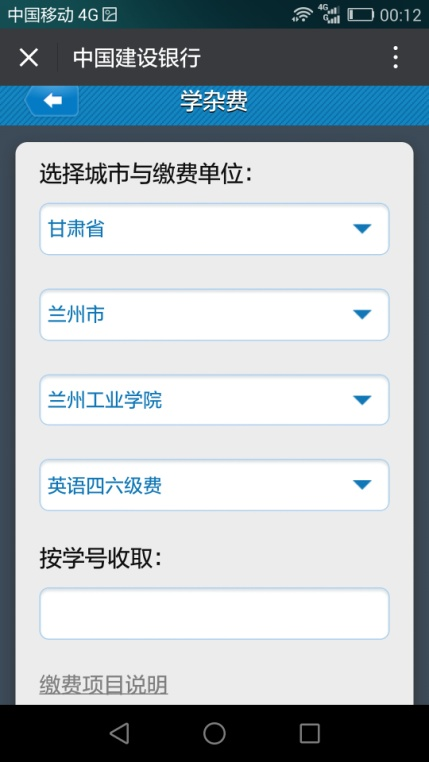 中国移动 4G 4G G 00:12
中国建设银行
学杂费
选择城市与缴费单位：
甘肃省
兰州市
兰州工业学院
英语四六级费
按学号收取：
缴费项目说明